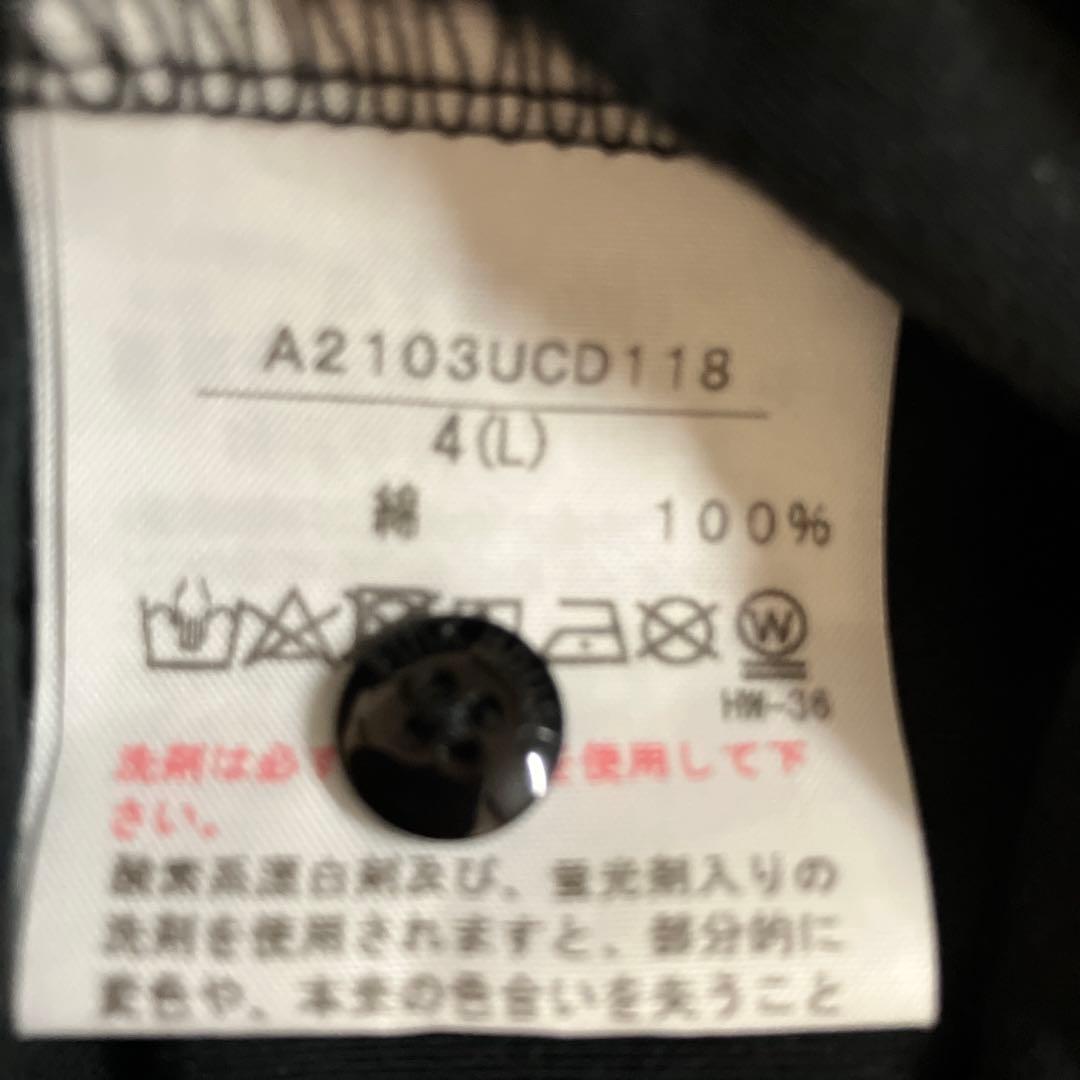 A2103UCD118
4(L)
綿 100%
W
HW-36
洗剤は必ず を使用して下
さい。
酸素系漂白剤及び、蛍光剤入りの
洗剤を使用されますと、部分的に
変色や、本来の色合いを失うこと